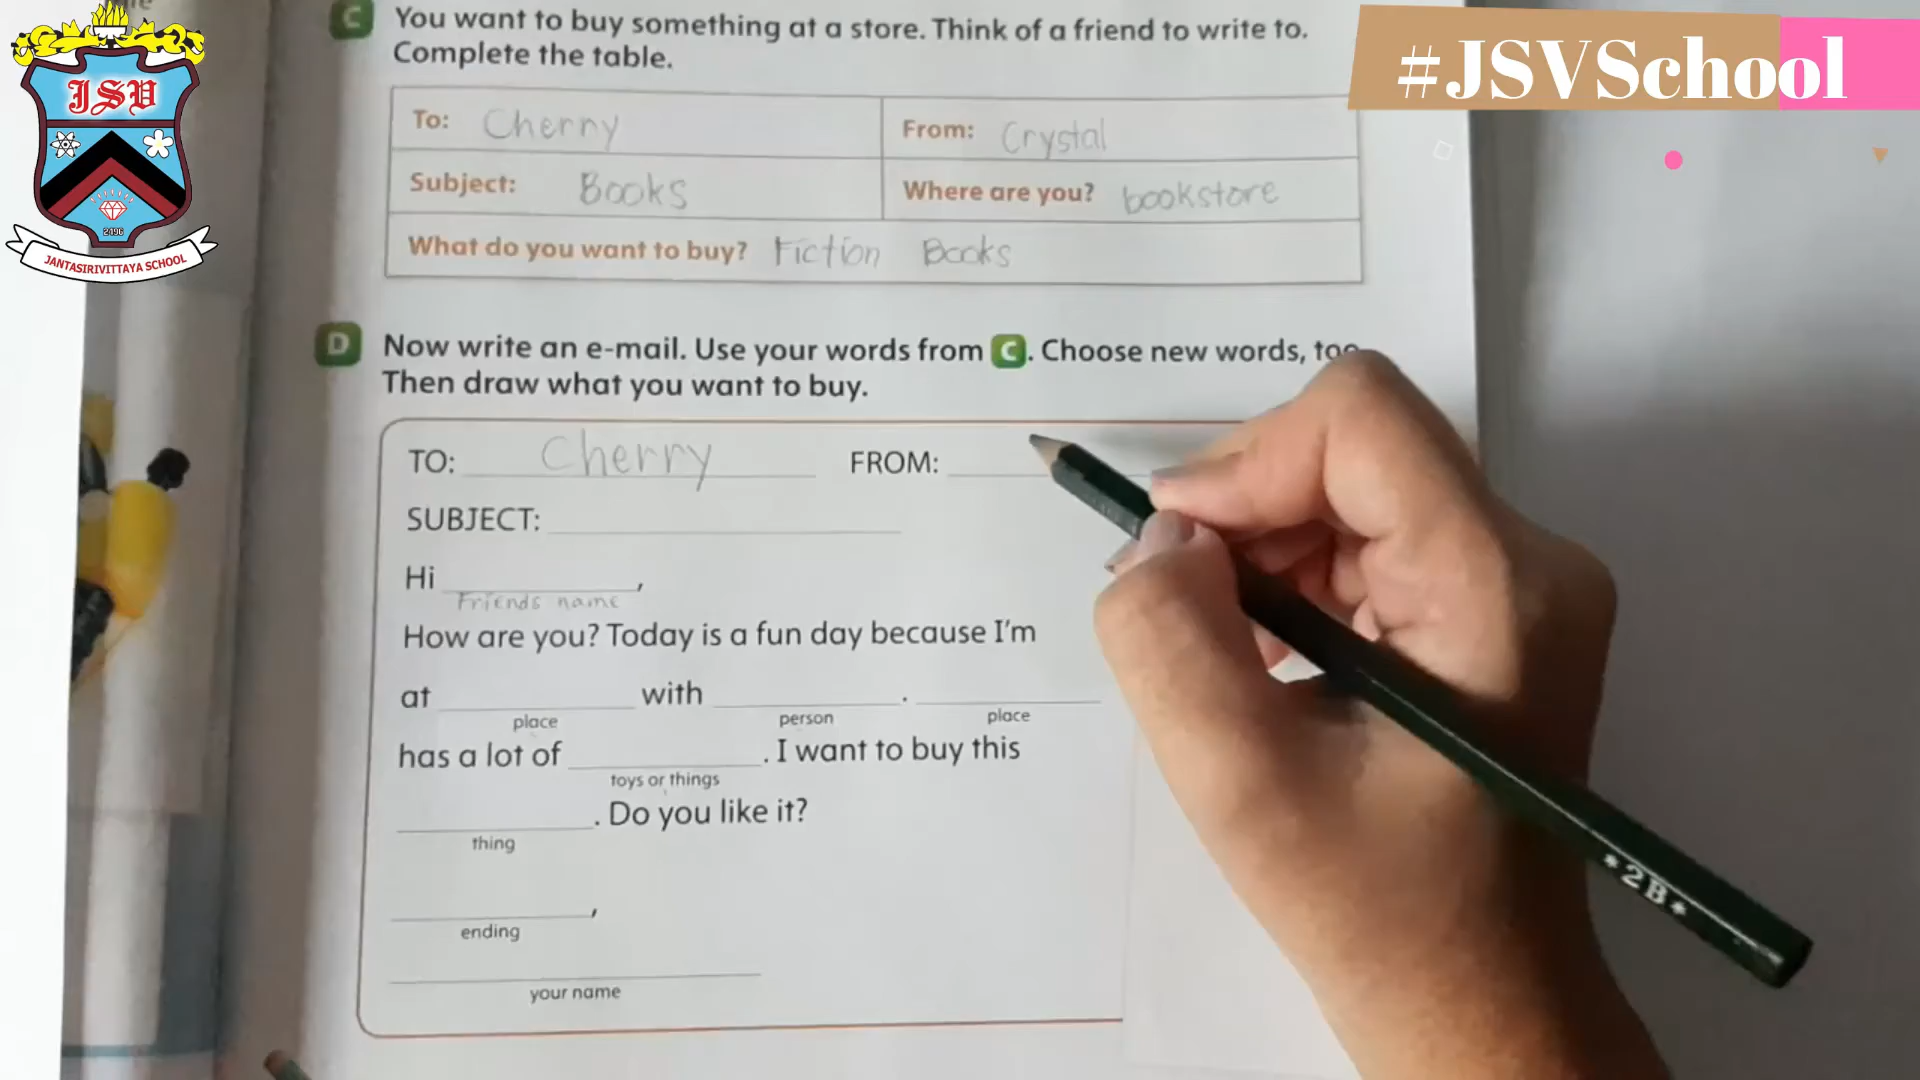 JSV
2496
JANTASIRIVITTAYA SCHOOL
#JSVSchool
C You want to buy something at a store. Think of a friend to write to.
Complete the table.
To: Cherry
From: Crystal
Subject: Books
Where are you? bookstore
What do you want to buy? Fiction Books
D Now write an e-mail. Use your words from C. Choose new words,
Then draw what you want to buy.
TO: Cherry FROM:
SUBJECT:
Hi ,
Friends name
How are you? Today is a fun day because I'm
at with .
place person place
has a lot of . I want to buy this
toys or things
. Do you like it?
thing
,
ending
your name
*2B*